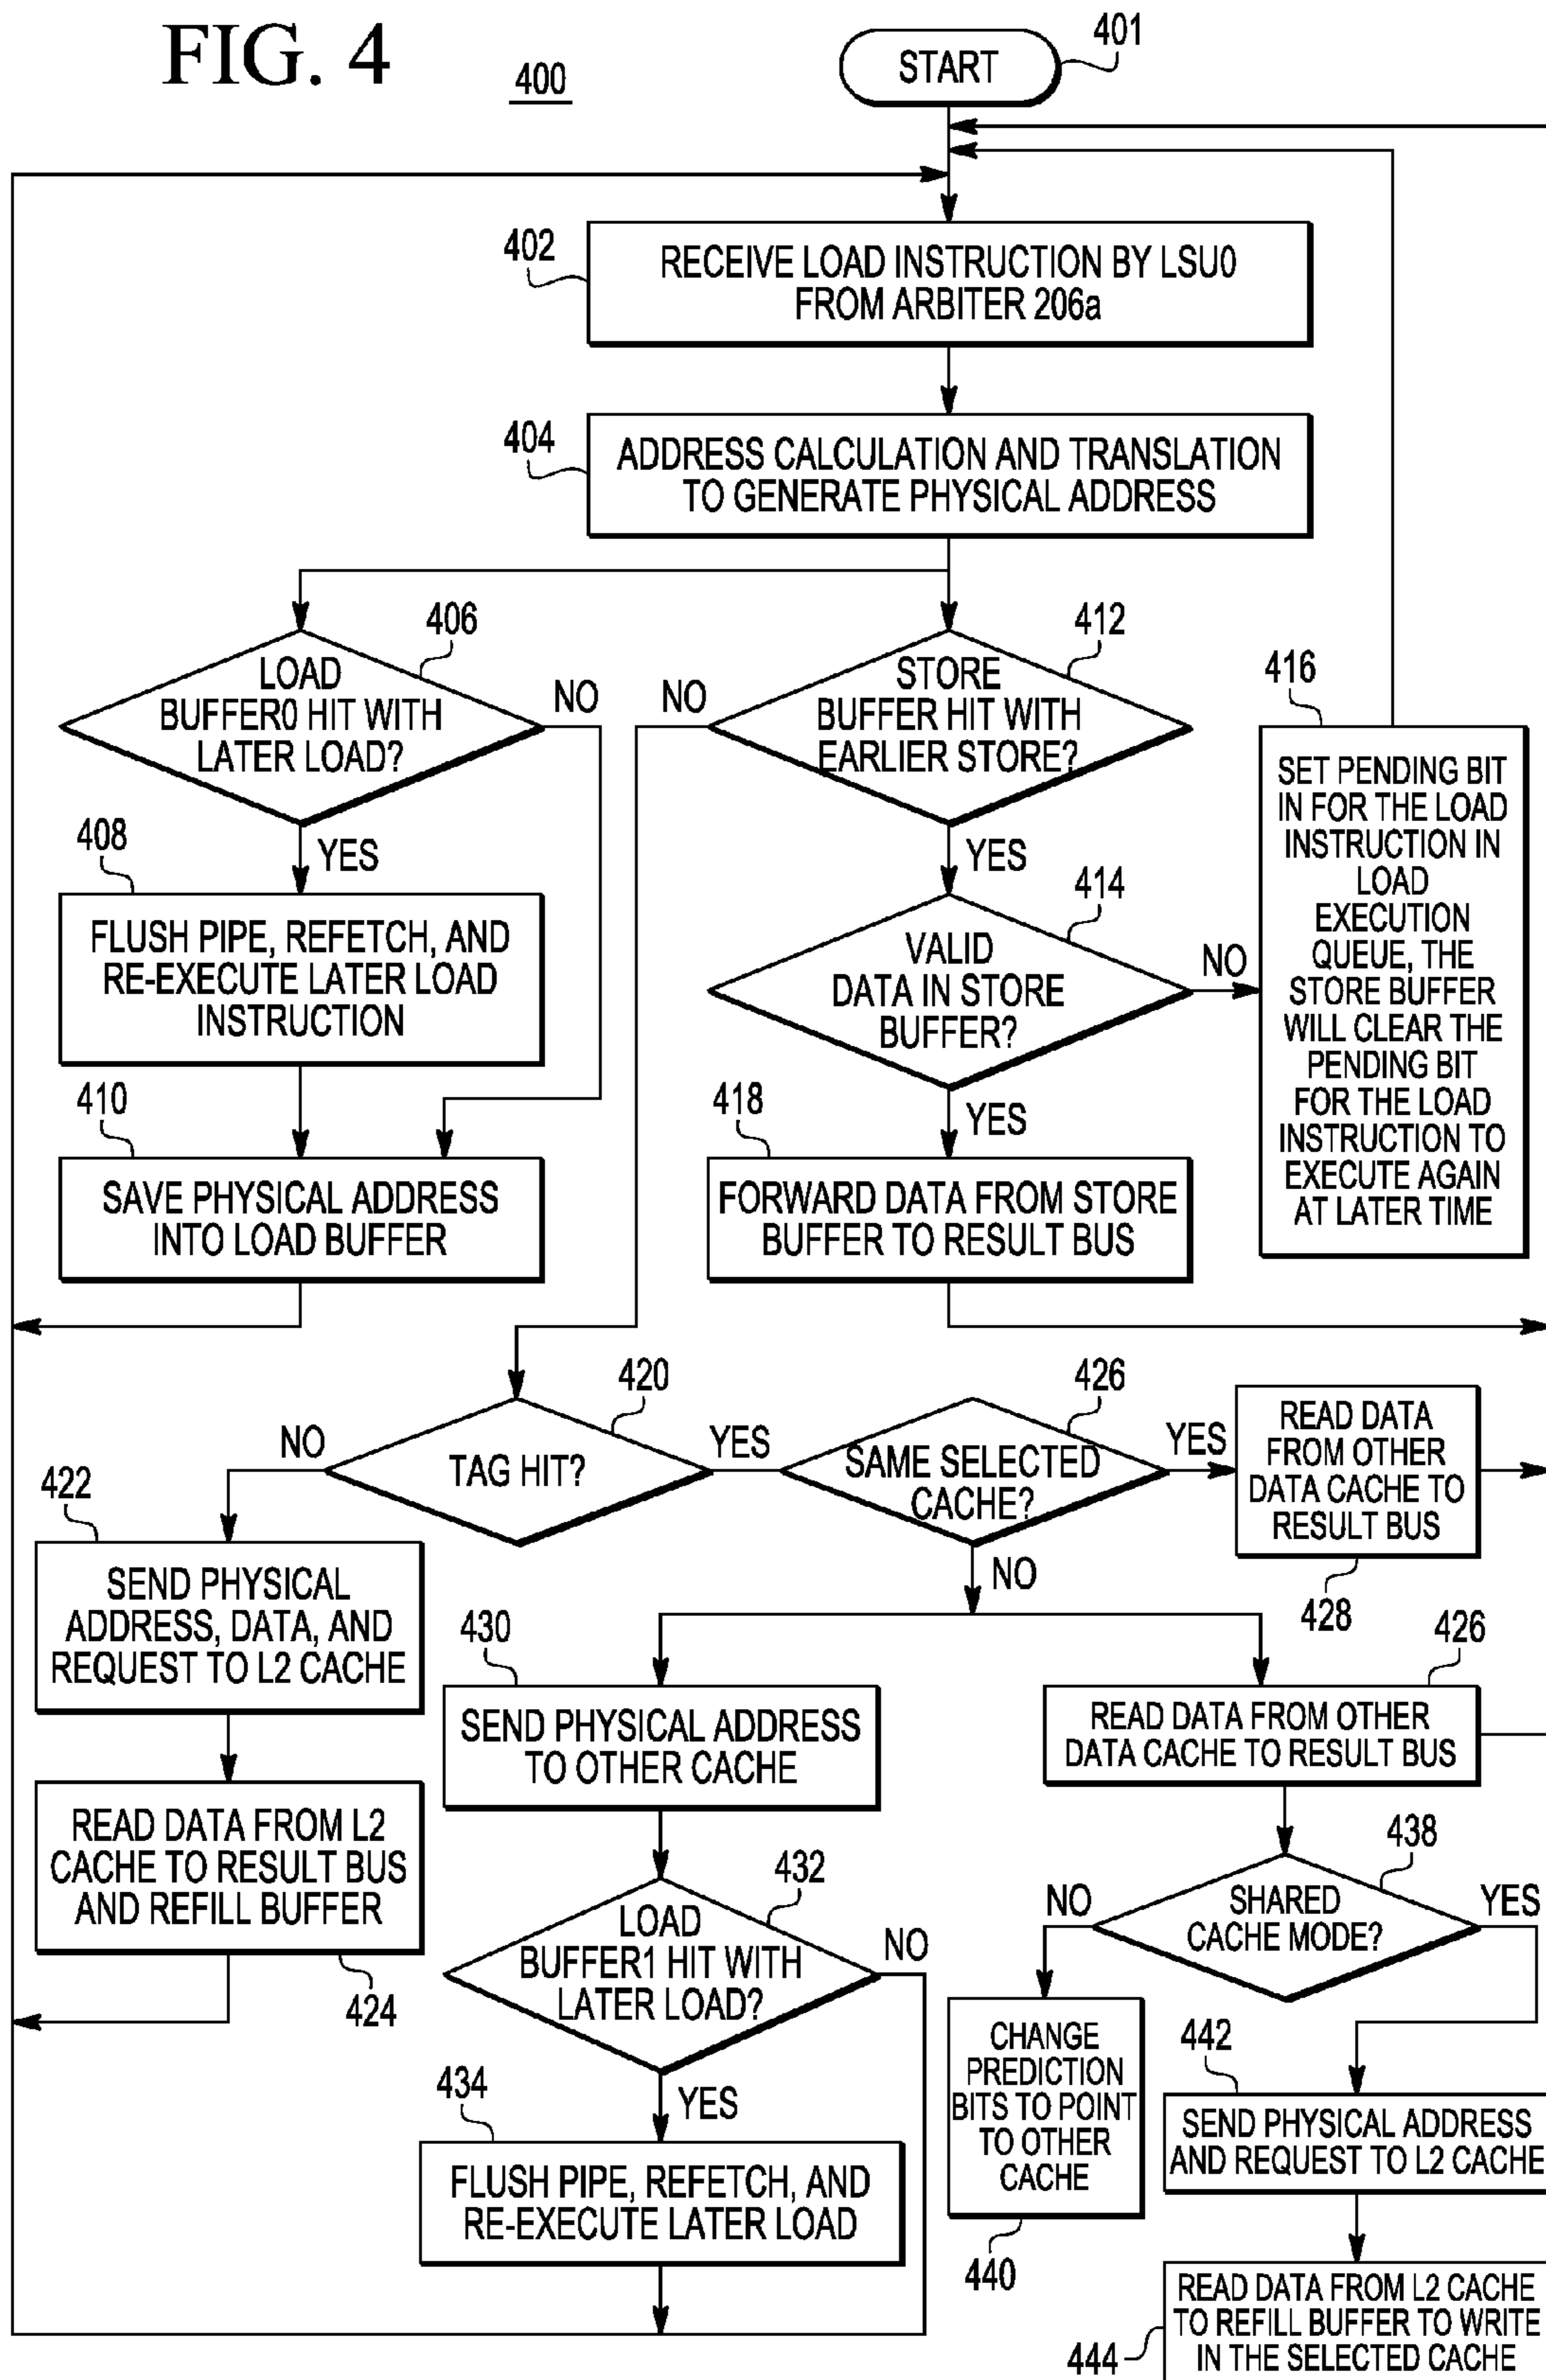 FIG. 4
400
START
401
402
RECEIVE LOAD INSTRUCTION BY LSU0
FROM ARBITER 206a
404
ADDRESS CALCULATION AND TRANSLATION
TO GENERATE PHYSICAL ADDRESS
406
LOAD
BUFFER0 HIT WITH
LATER LOAD?
NO
YES
408
FLUSH PIPE, REFETCH, AND
RE-EXECUTE LATER LOAD
INSTRUCTION
410
SAVE PHYSICAL ADDRESS
INTO LOAD BUFFER
412
NO
STORE
BUFFER HIT WITH
EARLIER STORE?
YES
414
VALID
DATA IN STORE
BUFFER?
NO
YES
416
SET PENDING BIT
IN FOR THE LOAD
INSTRUCTION IN
LOAD
EXECUTION
QUEUE, THE
STORE BUFFER
WILL CLEAR THE
PENDING BIT
FOR THE LOAD
INSTRUCTION TO
EXECUTE AGAIN
AT LATER TIME
418
FORWARD DATA FROM STORE
BUFFER TO RESULT BUS
420
NO
TAG HIT?
YES
426
SAME SELECTED
CACHE?
YES
NO
READ DATA
FROM OTHER
DATA CACHE TO
RESULT BUS
428
422
SEND PHYSICAL
ADDRESS, DATA, AND
REQUEST TO L2 CACHE
READ DATA FROM L2
CACHE TO RESULT BUS
AND REFILL BUFFER
424
430
SEND PHYSICAL ADDRESS
TO OTHER CACHE
432
LOAD
BUFFER1 HIT WITH
LATER LOAD?
NO
YES
434
FLUSH PIPE, REFETCH, AND
RE-EXECUTE LATER LOAD
426
READ DATA FROM OTHER
DATA CACHE TO RESULT BUS
438
NO
SHARED
CACHE MODE?
YES
CHANGE
PREDICTION
BITS TO POINT
TO OTHER
CACHE
440
442
SEND PHYSICAL ADDRESS
AND REQUEST TO L2 CACHE
READ DATA FROM L2 CACHE
TO REFILL BUFFER TO WRITE
IN THE SELECTED CACHE
444